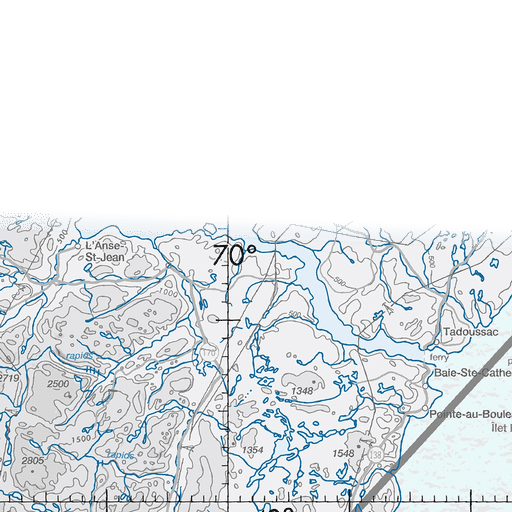 L'Anse-
St-Jean
70°
1000
500
500
Tadoussac
rapids
ferry
Baie-Ste-Cathe
2719
2500
1348
Pointe-au-Boule
Îlet
1500
1354
1548
138
2805
rapids